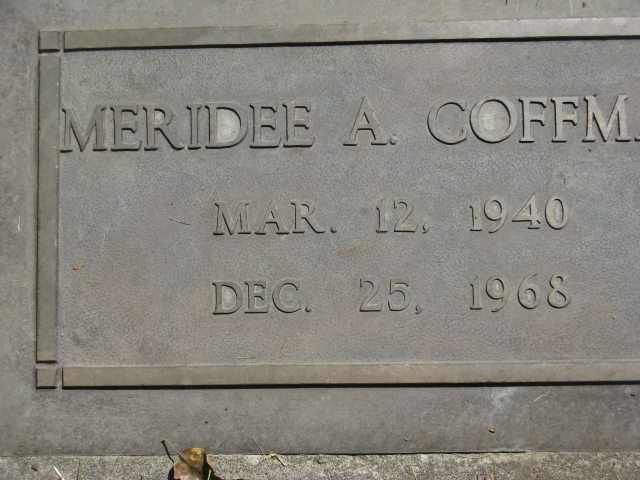 MERIDEE A. COFFM
MAR. 12, 1940
DEC. 25, 1968